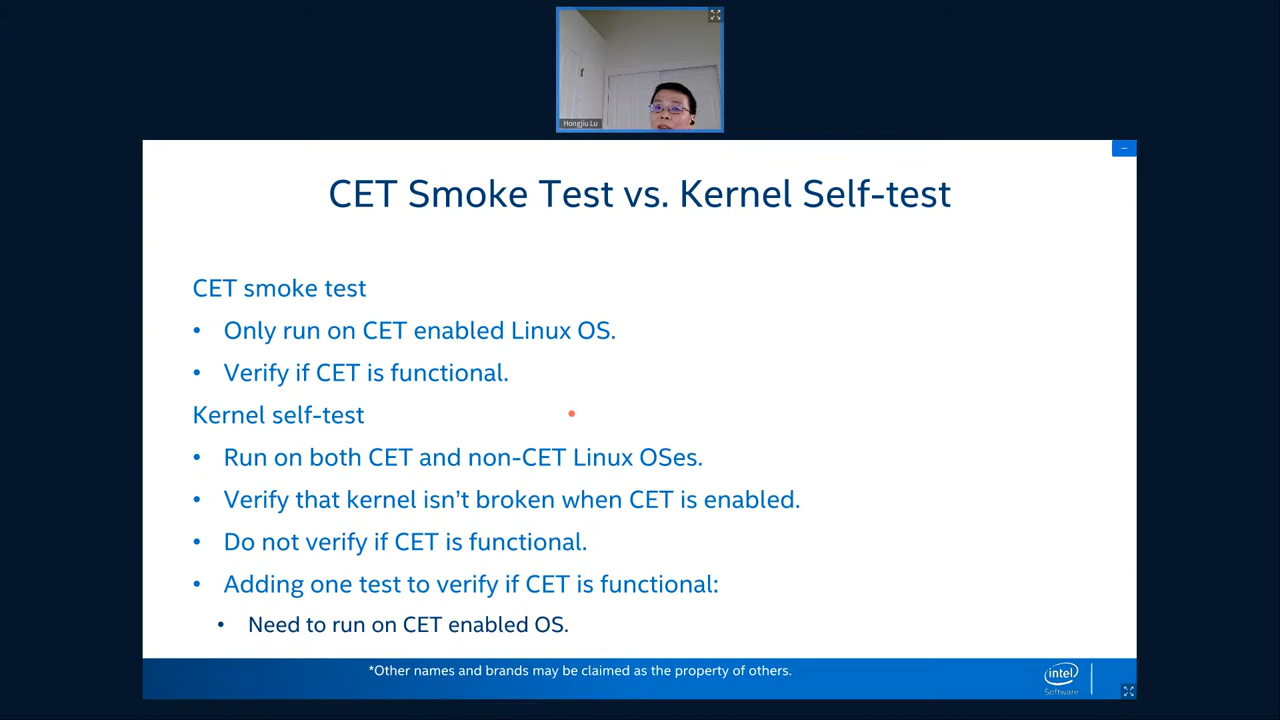 Hongjiu Lu
CET Smoke Test vs. Kernel Self-test
CET smoke test
• Only run on CET enabled Linux OS.
• Verify if CET is functional.
Kernel self-test
• Run on both CET and non-CET Linux OSes.
• Verify that kernel isn’t broken when CET is enabled.
• Do not verify if CET is functional.
• Adding one test to verify if CET is functional:
• Need to run on CET enabled OS.
*Other names and brands may be claimed as the property of others.
intel
Software